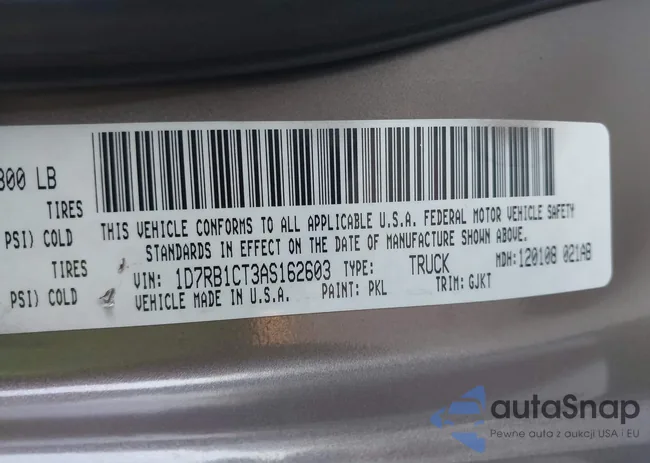 800 LB
TIRES
PSI) COLD
TIRES
PSI) COLD
THIS VEHICLE CONFORMS TO ALL APPLICABLE U.S.A. FEDERAL MOTOR VEHICLE SAFETY
STANDARDS IN EFFECT ON THE DATE OF MANUFACTURE SHOWN ABOVE.
VIN: 1D7RB1CT3AS162603 TYPE: TRUCK MDH: 120108 021AB
VEHICLE MADE IN U.S.A. PAINT: PKL TRIM: GJKT
autaSnap
Pewne auta z aukcji USA i EU